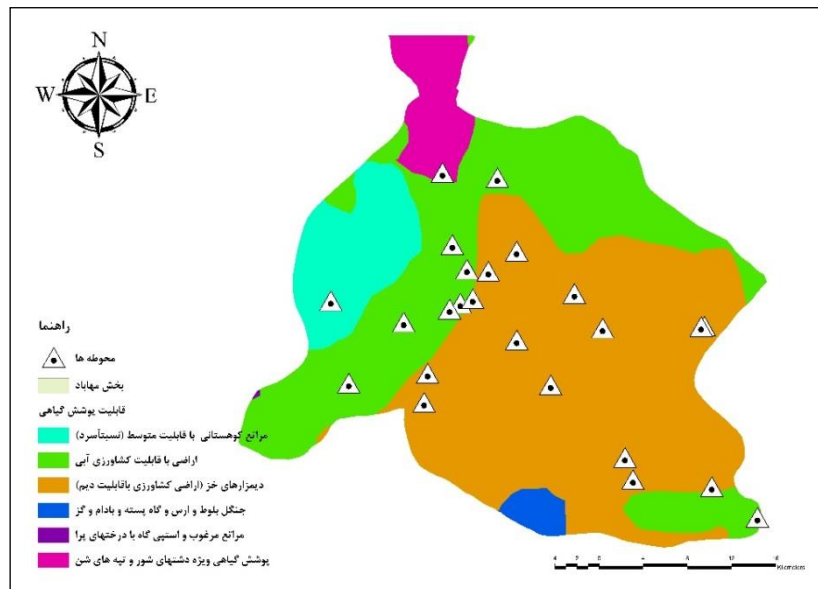 N
W E
S
راهنما
محوطه ها
بخش مهاباد
قابلیت پوشش گیاهی
مراتع کوهستانی با قابلیت متوسط (نسبتاًسرد)
اراضی با قابلیت کشاورزی آبی
دیمزارهای خز (اراضی کشاورزی باقابلیت دیم)
جنگل بلوط و ارس و گاه پسته و بادام و گز
مراتع مرغوب و استپی گاه با درختهای پرا
پوشش گیاهی ویژه دشتهای شور و تپه های شن
Kilometers